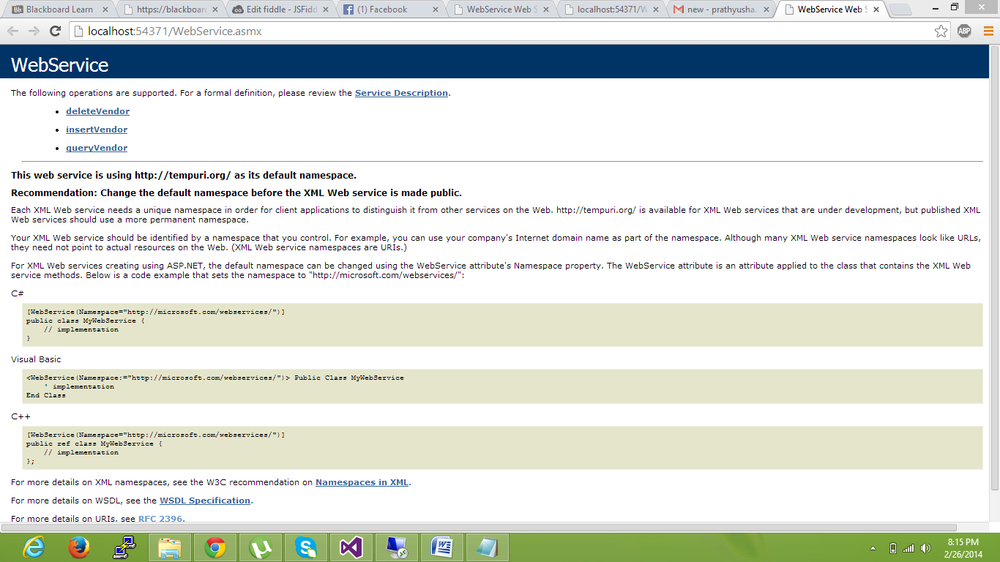 Blackboard Learn
https://blackboar
Edit fiddle - JSFidd
(1) Facebook
WebService Web S
localhost:54371/W
new - prathyusha.
WebService Web S
localhost:54371/WebService.asmx
ABP
WebService
The following operations are supported. For a formal definition, please review the Service Description.
deleteVendor
insertVendor
queryVendor
This web service is using http://tempuri.org/ as its default namespace.
Recommendation: Change the default namespace before the XML Web service is made public.
Each XML Web service needs a unique namespace in order for client applications to distinguish it from other services on the Web. http://tempuri.org/ is available for XML Web services that are under development, but published XML
Web services should use a more permanent namespace.
Your XML Web service should be identified by a namespace that you control. For example, you can use your company's Internet domain name as part of the namespace. Although many XML Web service namespaces look like URLs,
they need not point to actual resources on the Web. (XML Web service namespaces are URIs.)
For XML Web services creating using ASP.NET, the default namespace can be changed using the WebService attribute's Namespace property. The WebService attribute is an attribute applied to the class that contains the XML Web
service methods. Below is a code example that sets the namespace to "http://microsoft.com/webservices/":
C#
[WebService(Namespace="http://microsoft.com/webservices/")]
public class MyWebService {
// implementation
}
Visual Basic
<WebService(Namespace:="http://microsoft.com/webservices/")> Public Class MyWebService
' implementation
End Class
C++
[WebService(Namespace="http://microsoft.com/webservices/")]
public ref class MyWebService {
// implementation
};
For more details on XML namespaces, see the W3C recommendation on Namespaces in XML.
For more details on WSDL, see the WSDL Specification.
For more details on URIs, see RFC 2396.
8:15 PM
2/26/2014